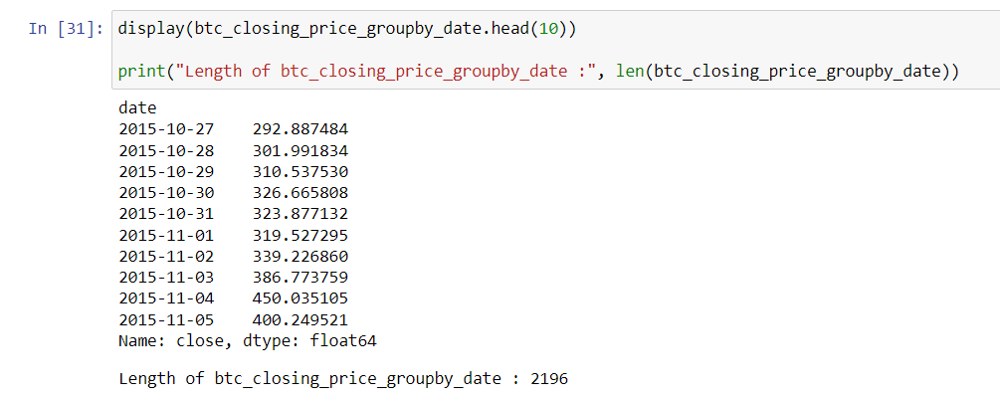 In [31]: display(btc_closing_price_groupby_date.head(10))
print("Length of btc_closing_price_groupby_date :", len(btc_closing_price_groupby_date))
date
2015-10-27    292.887484
2015-10-28    301.991834
2015-10-29    310.537530
2015-10-30    326.665808
2015-10-31    323.877132
2015-11-01    319.527295
2015-11-02    339.226860
2015-11-03    386.773759
2015-11-04    450.035105
2015-11-05    400.249521
Name: close, dtype: float64
Length of btc_closing_price_groupby_date : 2196